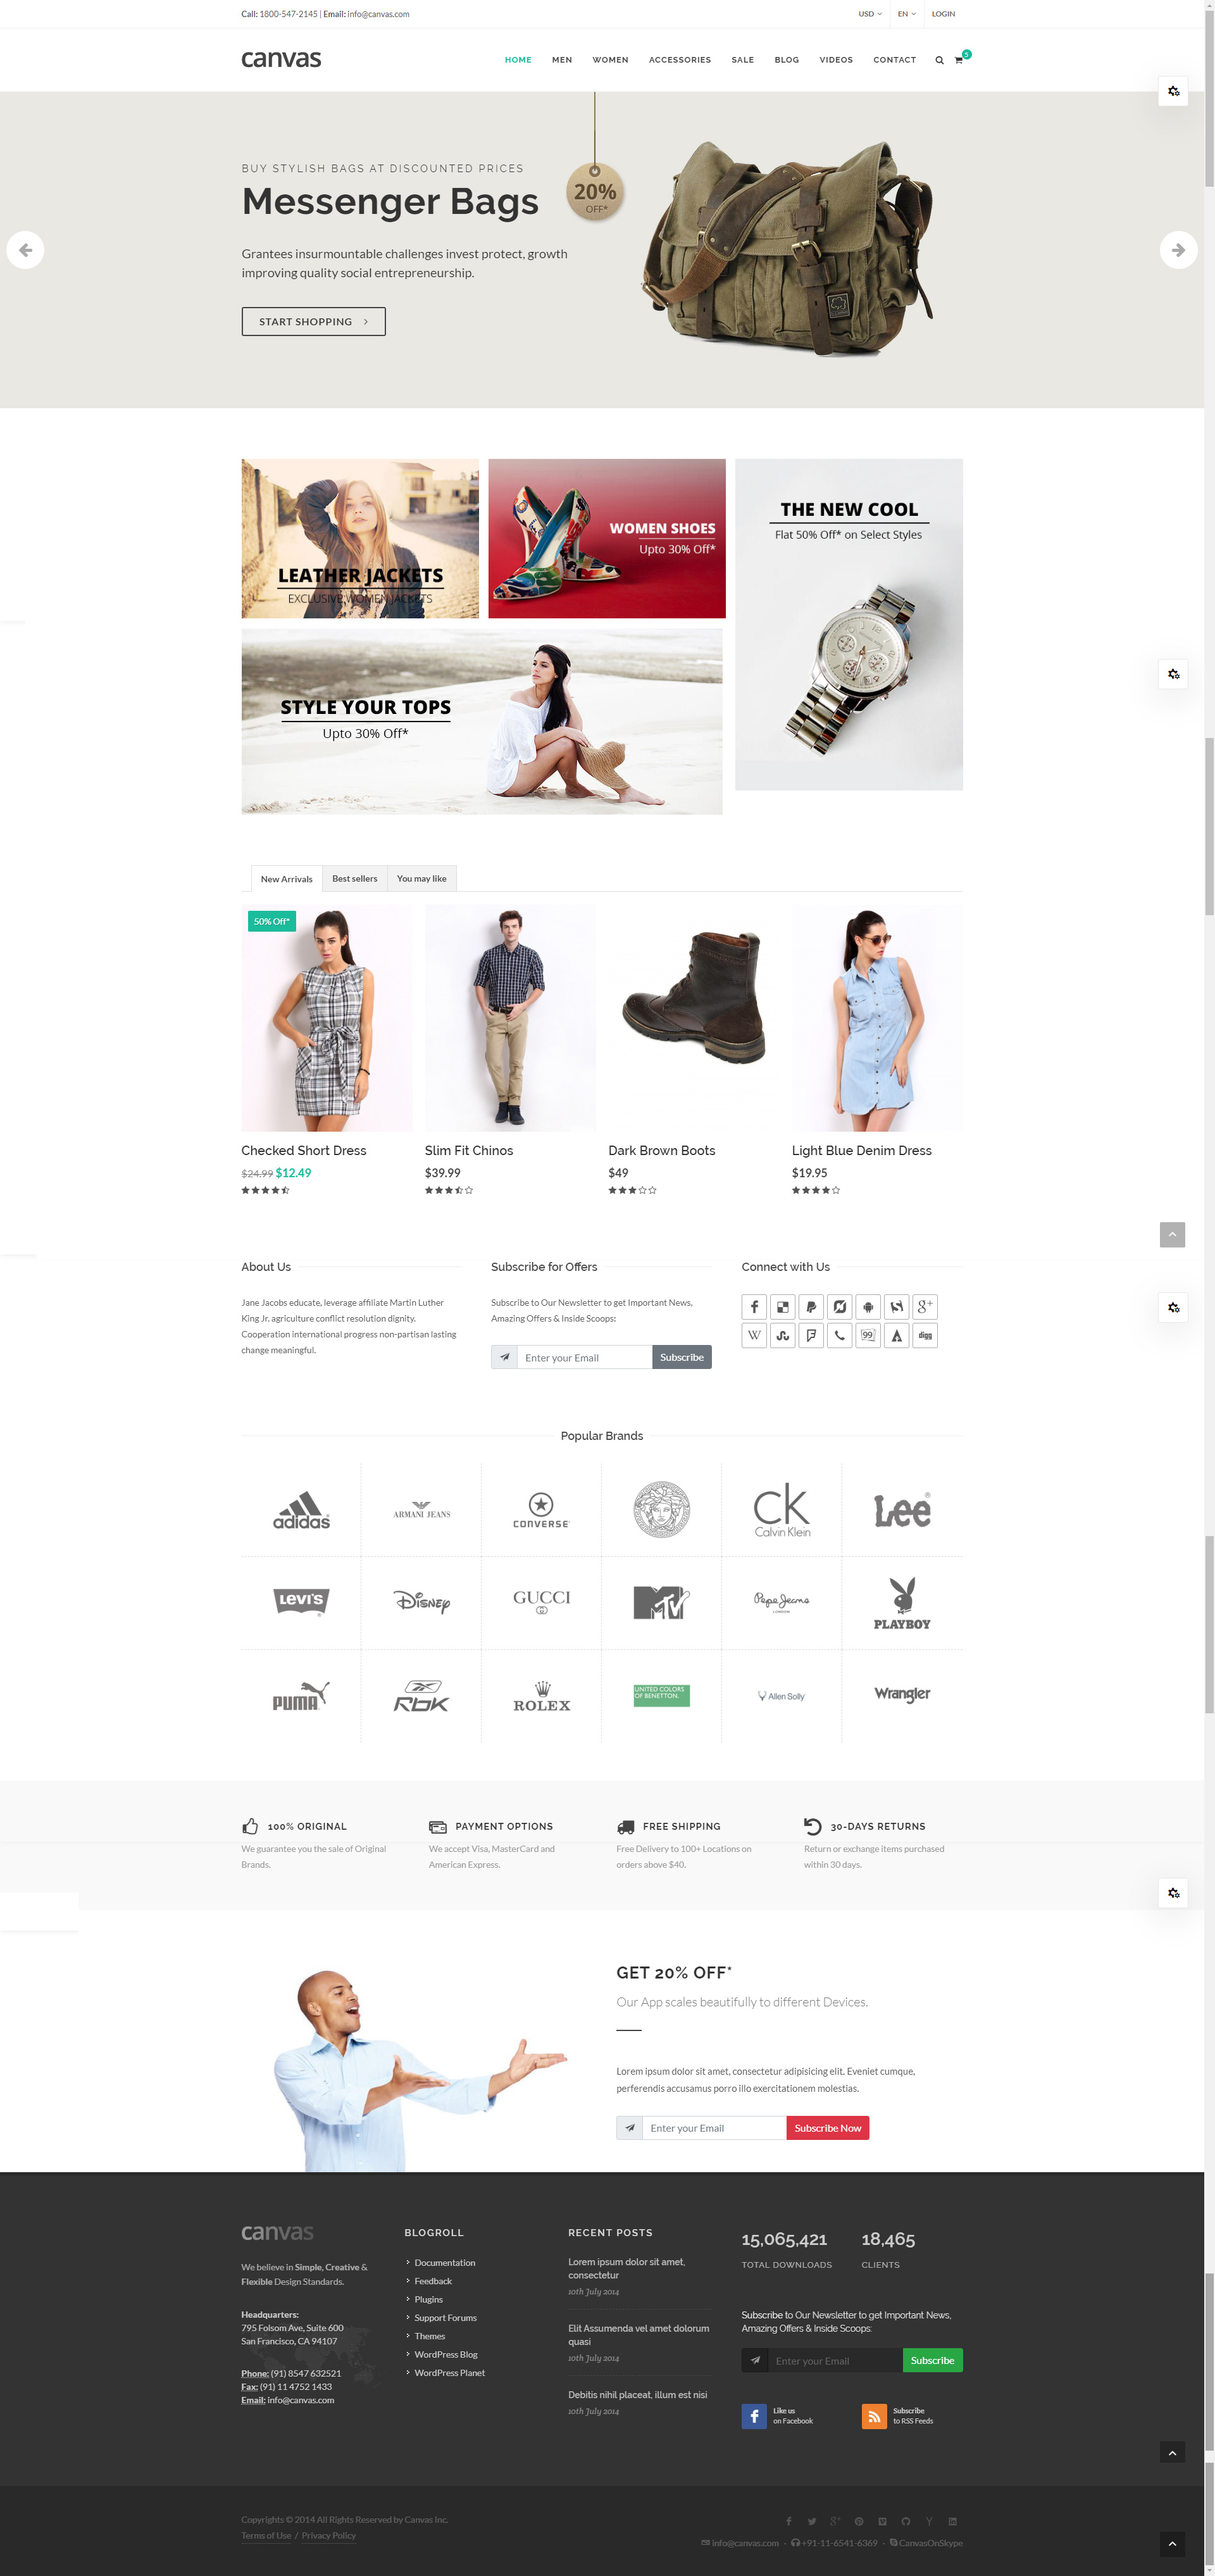 Call: 1800-547-2145 | Email: info@canvas.com
USD EN LOGIN
canvas
HOME MEN WOMEN ACCESSORIES SALE BLOG VIDEOS CONTACT 5
BUY STYLISH BAGS AT DISCOUNTED PRICES
Messenger Bags
20%
OFF*
Grantees insurmountable challenges invest protect, growth
improving quality social entrepreneurship.
START SHOPPING
LEATHER JACKETS
EXCLUSIVE WOMEN JACKETS
WOMEN SHOES
Upto 30% Off*
THE NEW COOL
Flat 50% Off* on Select Styles
STYLE YOUR TOPS
Upto 30% Off*
New Arrivals Best sellers You may like
50% Off*
Checked Short Dress
$24.99 $12.49
Slim Fit Chinos
$39.99
Dark Brown Boots
$49
Light Blue Denim Dress
$19.95
About Us
Jane Jacobs educate, leverage affiliate Martin Luther
King Jr. agriculture conflict resolution dignity.
Cooperation international progress non-partisan lasting
change meaningful.
Subscribe for Offers
Subscribe to Our Newsletter to get Important News,
Amazing Offers & Inside Scoops:
Enter your Email Subscribe
Connect with Us
g+
W 99 digg
Popular Brands
adidas ARMANI JEANS CONVERSE ck Calvin Klein Lee
LEVI'S Disney GUCCI MTV Pepe Jeans LONDON PLAYBOY
PUMA RBK ROLEX UNITED COLORS OF BENETTON. Allen Solly Wrangler
100% ORIGINAL
We guarantee you the sale of Original
Brands.
PAYMENT OPTIONS
We accept Visa, MasterCard and
American Express.
FREE SHIPPING
Free Delivery to 100+ Locations on
orders above $40.
30-DAYS RETURNS
Return or exchange items purchased
within 30 days.
GET 20% OFF*
Our App scales beautifully to different Devices.
Lorem ipsum dolor sit amet, consectetur adipisicing elit. Eveniet cumque,
perferendis accusamus porro illo exercitationem molestias.
Enter your Email Subscribe Now
canvas
We believe in Simple, Creative &
Flexible Design Standards.
Headquarters:
795 Folsom Ave, Suite 600
San Francisco, CA 94107
Phone: (91) 8547 632521
Fax: (91) 11 4752 1433
Email: info@canvas.com
BLOGROLL
Documentation
Feedback
Plugins
Support Forums
Themes
WordPress Blog
WordPress Planet
RECENT POSTS
Lorem ipsum dolor sit amet,
consectetur
10th July 2014
Elit Assumenda vel amet dolorum
quasi
10th July 2014
Debitis nihil placeat, illum est nisi
10th July 2014
15,065,421
TOTAL DOWNLOADS
18,465
CLIENTS
Subscribe to Our Newsletter to get Important News,
Amazing Offers & Inside Scoops:
Enter your Email Subscribe
Like us
on Facebook
Subscribe
to RSS Feeds
Copyrights © 2014 All Rights Reserved by Canvas Inc.
Terms of Use / Privacy Policy
info@canvas.com · +91-11-6541-6369 · CanvasOnSkype